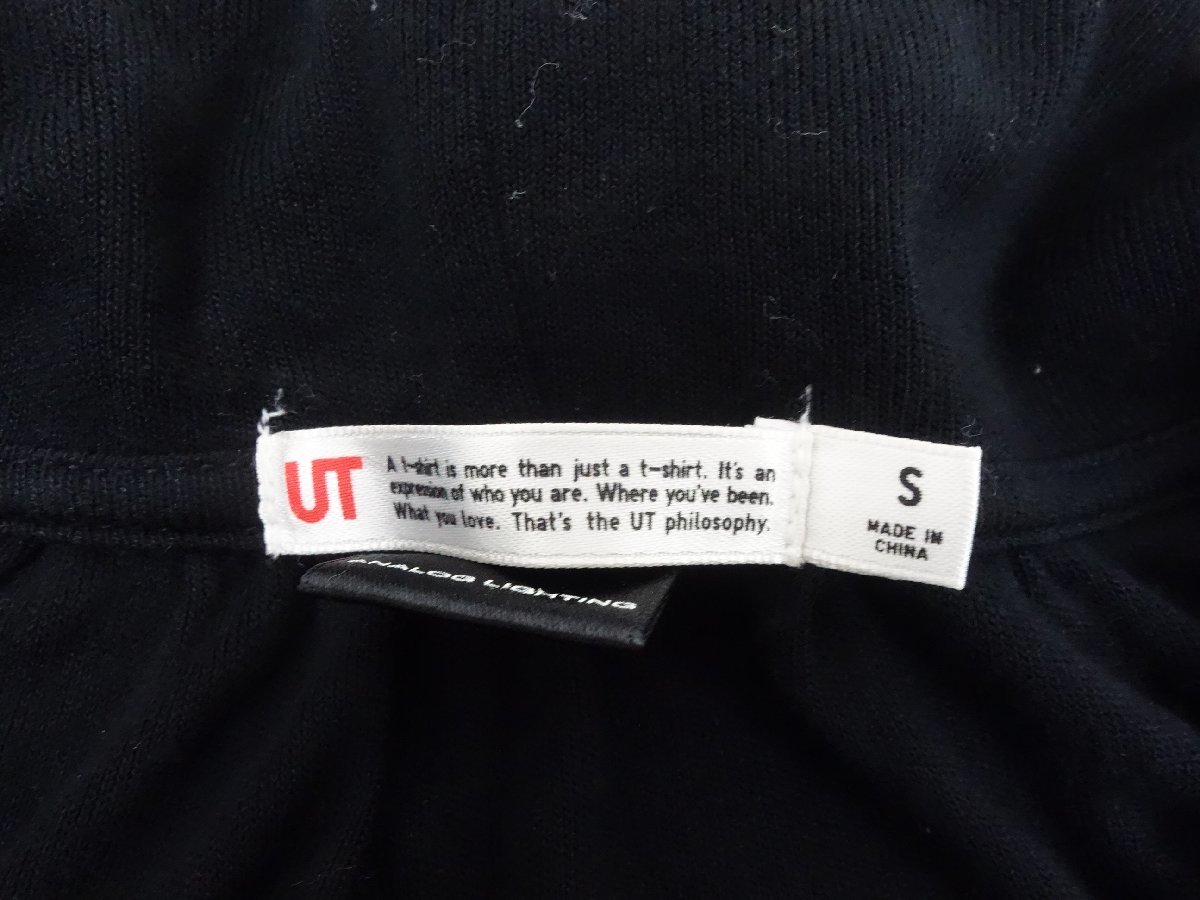 UT
A t-shirt is more than just a t-shirt. It's an
expression of who you are. Where you've been.
What you love. That's the UT philosophy.
S
MADE IN
CHINA
ANALOG LIGHTING